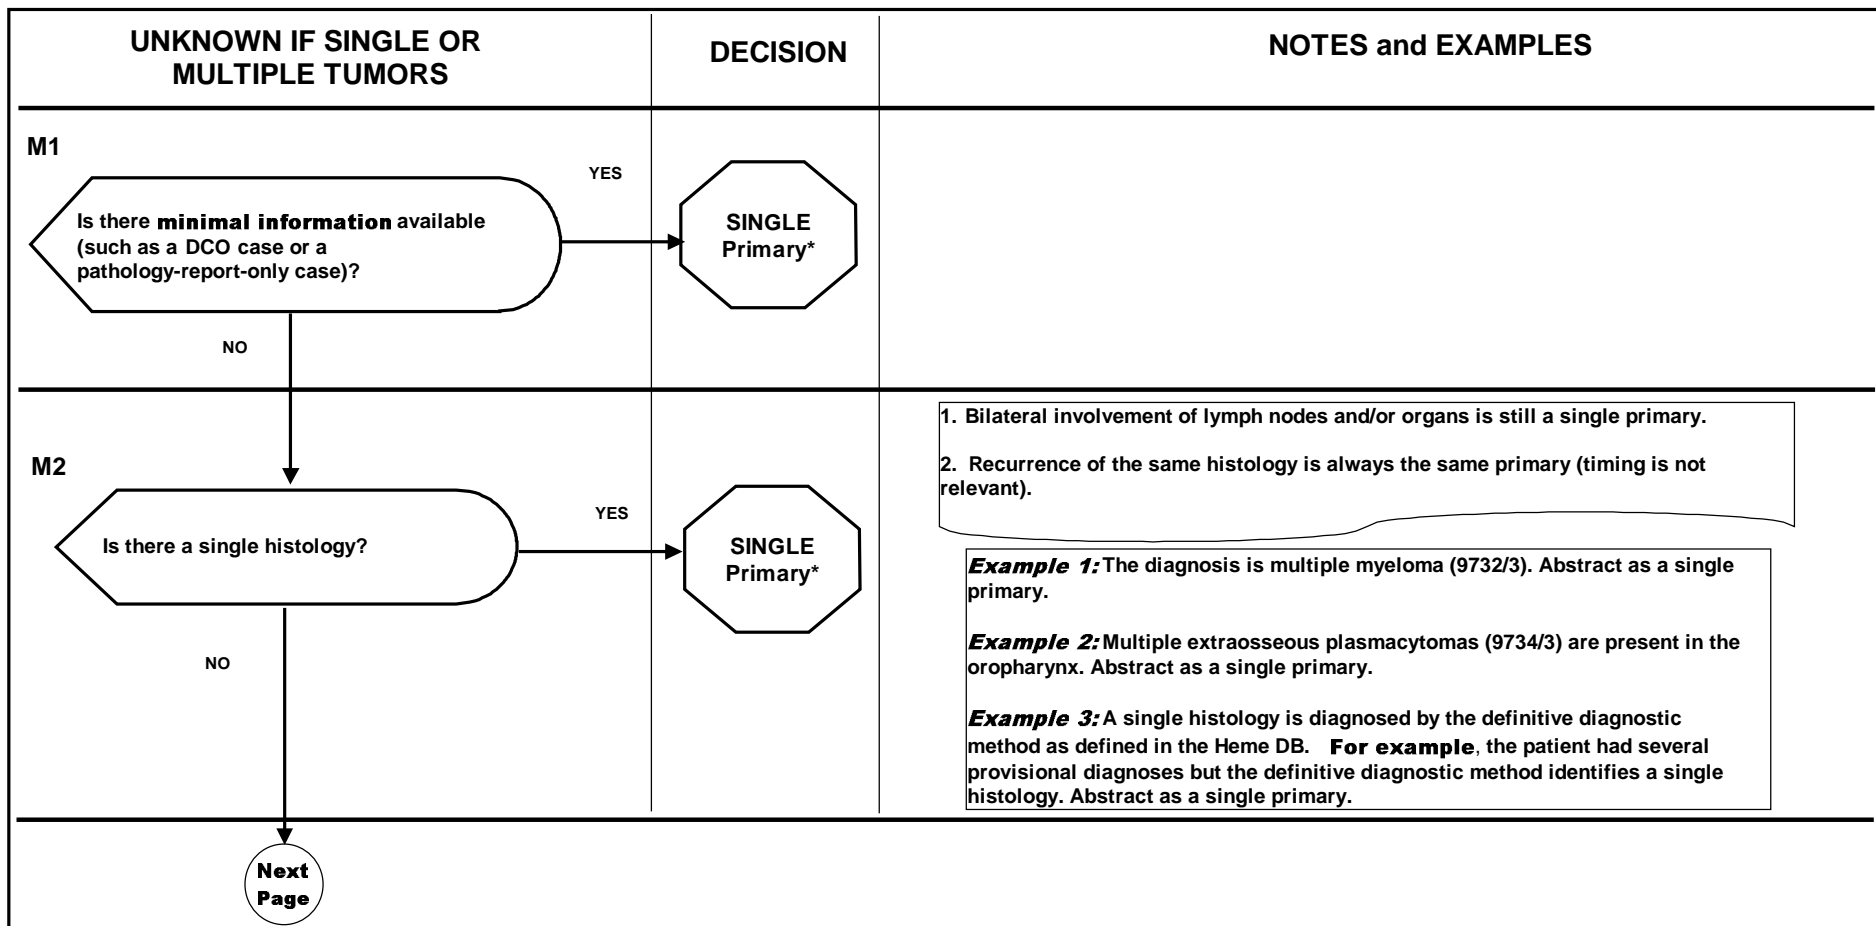 UNKNOWN IF SINGLE OR
MULTIPLE TUMORS
DECISION
NOTES and EXAMPLES
M1
Is there minimal information available
(such as a DCO case or a
pathology-report-only case)?
YES
SINGLE
Primary*
NO
M2
Is there a single histology?
YES
SINGLE
Primary*
NO
1. Bilateral involvement of lymph nodes and/or organs is still a single primary.
2. Recurrence of the same histology is always the same primary (timing is not
relevant).
Example 1: The diagnosis is multiple myeloma (9732/3). Abstract as a single
primary.
Example 2: Multiple extraosseous plasmacytomas (9734/3) are present in the
oropharynx. Abstract as a single primary.
Example 3: A single histology is diagnosed by the definitive diagnostic
method as defined in the Heme DB. For example, the patient had several
provisional diagnoses but the definitive diagnostic method identifies a single
histology. Abstract as a single primary.
Next
Page